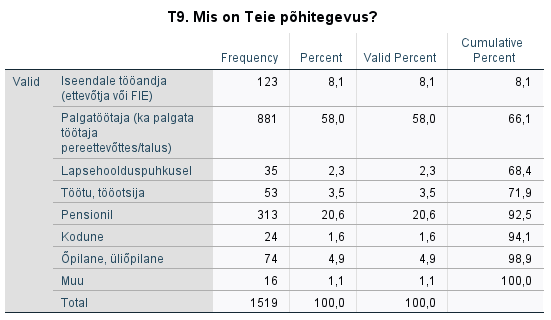 T9. Mis on Teie põhitegevus?
Frequency Percent Valid Percent Cumulative Percent
Valid Iseendale tööandja (ettevõtja või FIE) 123 8,1 8,1 8,1
Palgatöötaja (ka palgata töötaja pereettevõttes/talus) 881 58,0 58,0 66,1
Lapsehoolduspuhkusel 35 2,3 2,3 68,4
Töötu, tööotsija 53 3,5 3,5 71,9
Pensionil 313 20,6 20,6 92,5
Kodune 24 1,6 1,6 94,1
Õpilane, üliõpilane 74 4,9 4,9 98,9
Muu 16 1,1 1,1 100,0
Total 1519 100,0 100,0